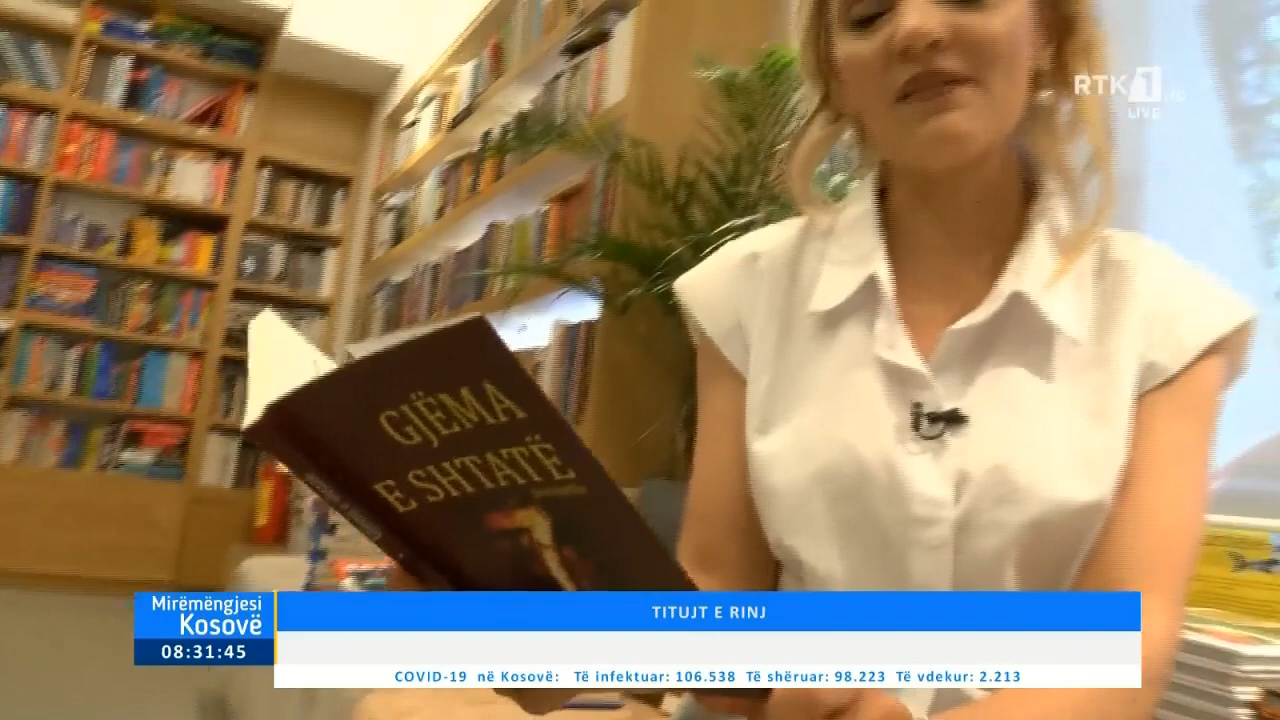 RTK 1
LIVE
GJËMA
E SHTATË
Mirëmëngjesi
Kosovë
08:31:45
TITUJT E RINJ
COVID-19 në Kosovë: Të infektuar: 106.538 Të shëruar: 98.223 Të vdekur: 2.213